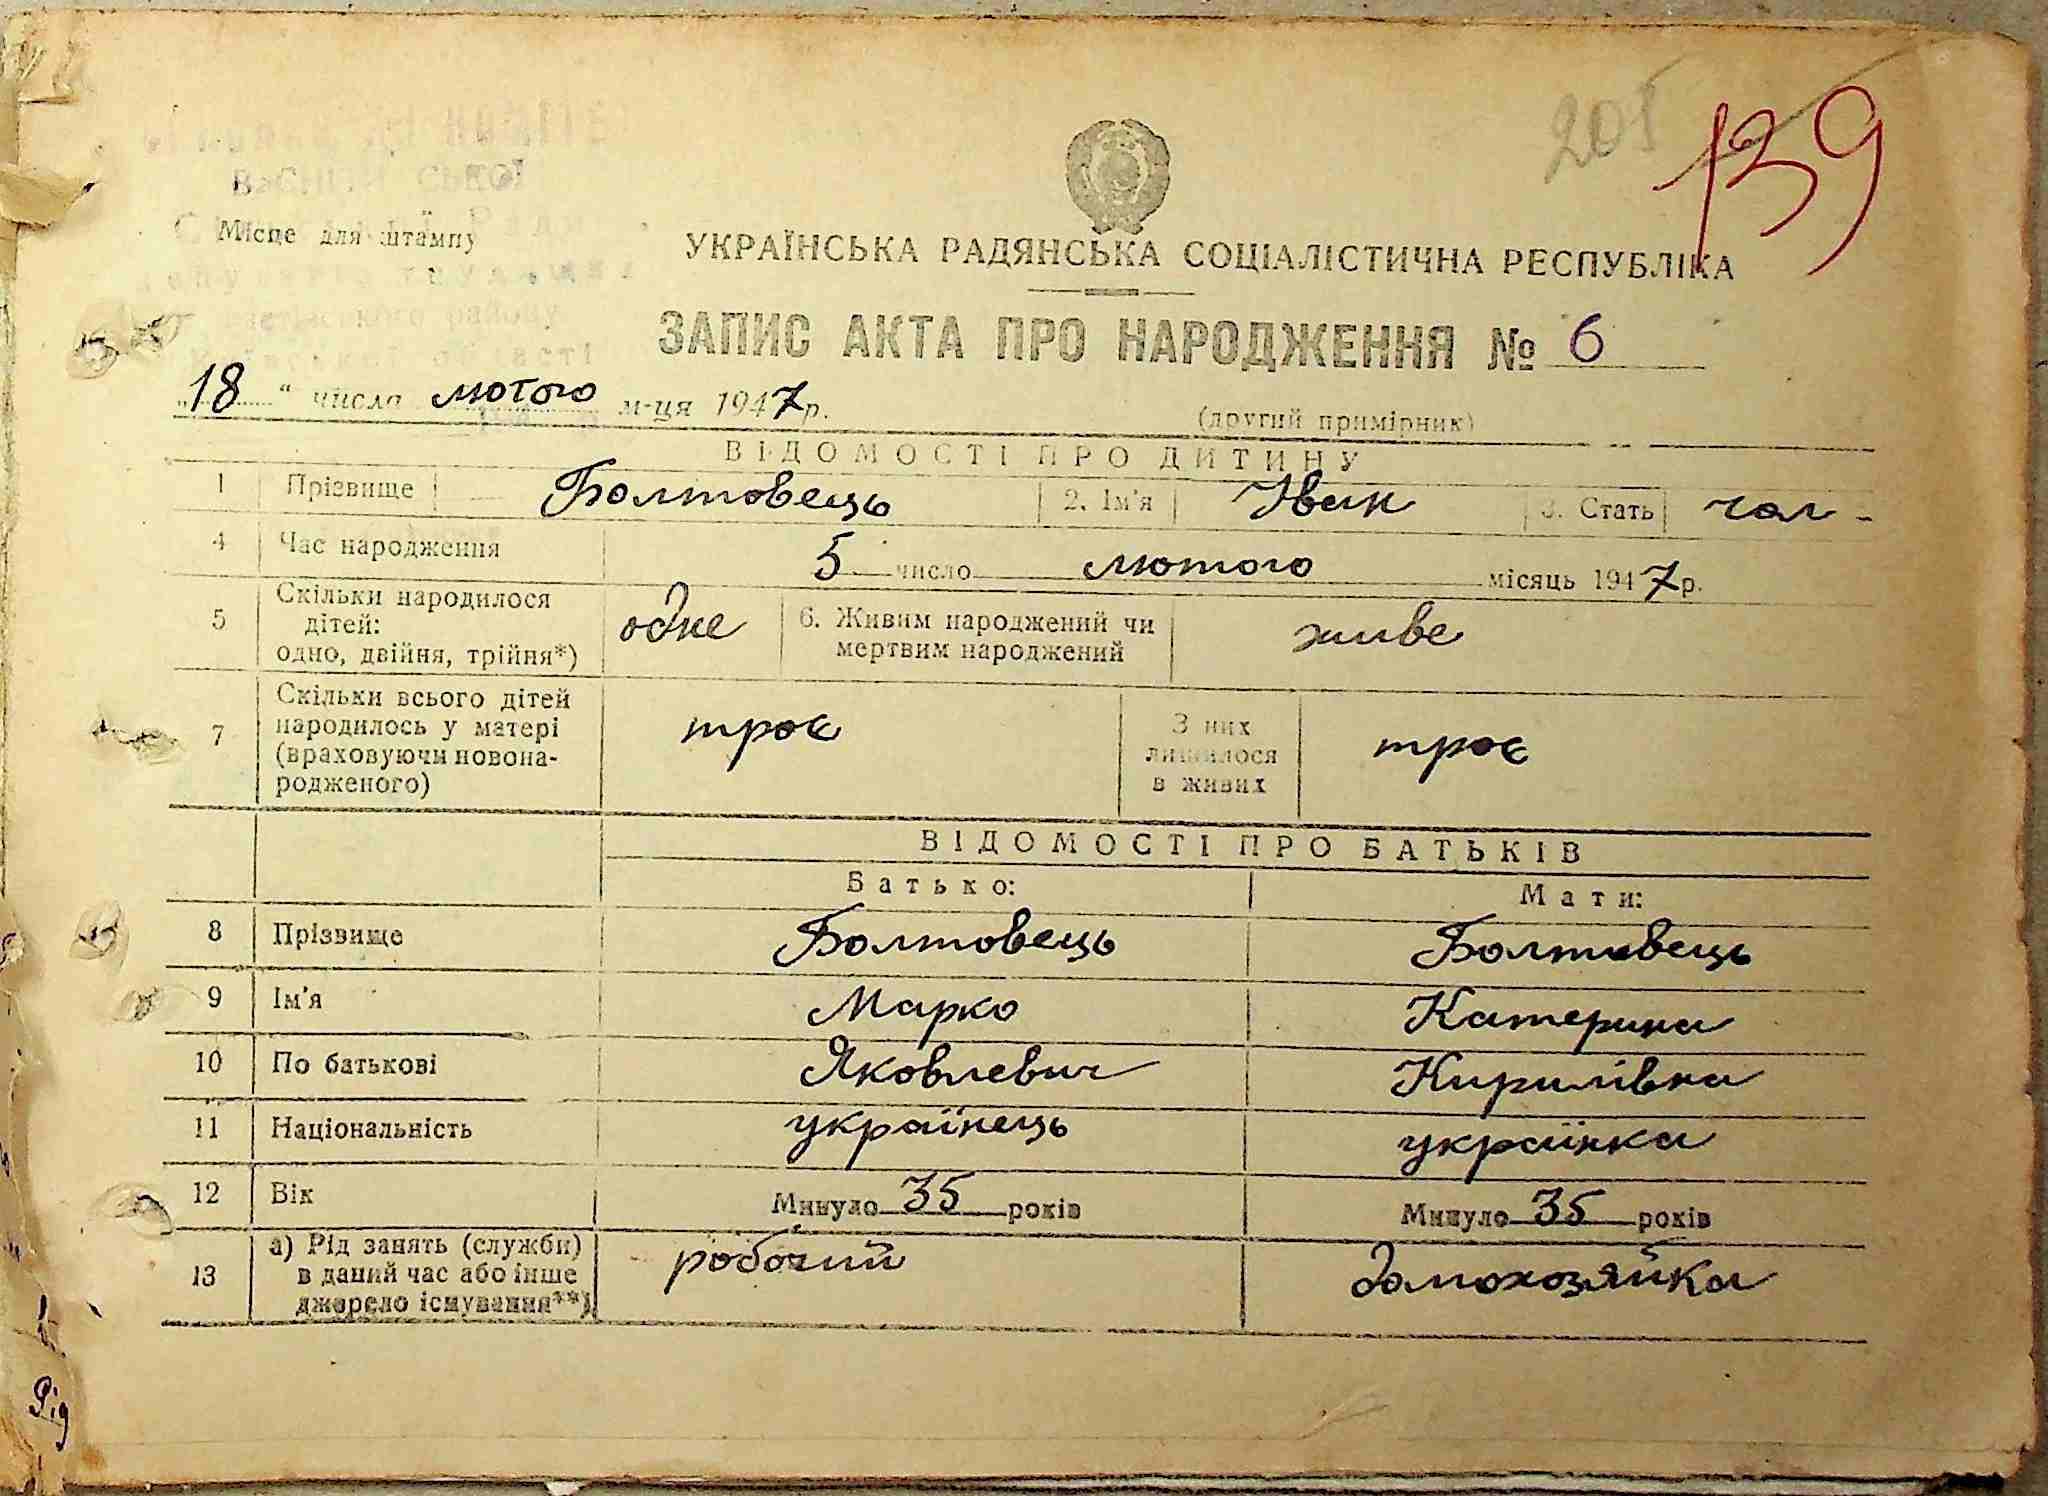 205
139
Місце для штампу
УКРАЇНСЬКА РАДЯНСЬКА СОЦІАЛІСТИЧНА РЕСПУБЛІКА
ЗАПИС АКТА ПРО НАРОДЖЕННЯ № 6
„18“ числа лютого м-ця 1947р.
(другий примірник)
ВІДОМОСТІ ПРО ДИТИНУ
1 Прізвище Болтовець 2. Ім'я Іван 3. Стать чол-
4 Час народження 5 число лютого місяць 1947р.
5 Скільки народилося дітей: одно, двійня, трійня*) одне 6. Живим народжений чи мертвим народжений живе
7 Скільки всього дітей народилось у матері (враховуючи новонародженого) троє З них лишилося в живих троє
ВІДОМОСТІ ПРО БАТЬКІВ
Батько: Мати:
8 Прізвище Болтовець Болтовець
9 Ім'я Марко Катерина
10 По батькові Яковлевич Кирилівна
11 Національність українець українка
12 Вік Минуло 35 років Минуло 35 років
13 а) Рід занять (служби) в даний час або інше джерело існування**) робочий домохозяйка
Рід